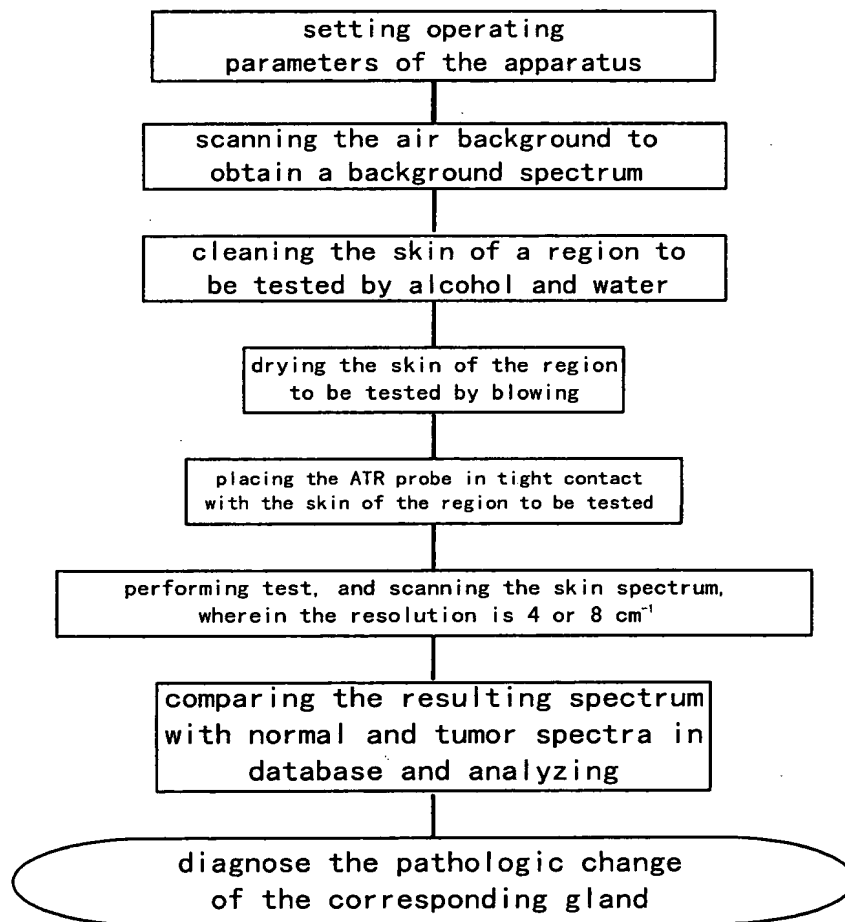 setting operating
parameters of the apparatus
scanning the air background to
obtain a background spectrum
cleaning the skin of a region to
be tested by alcohol and water
drying the skin of the region
to be tested by blowing
placing the ATR probe in tight contact
with the skin of the region to be tested
performing test, and scanning the skin spectrum,
wherein the resolution is 4 or 8 cm⁻¹
comparing the resulting spectrum
with normal and tumor spectra in
database and analyzing
diagnose the pathologic change
of the corresponding gland